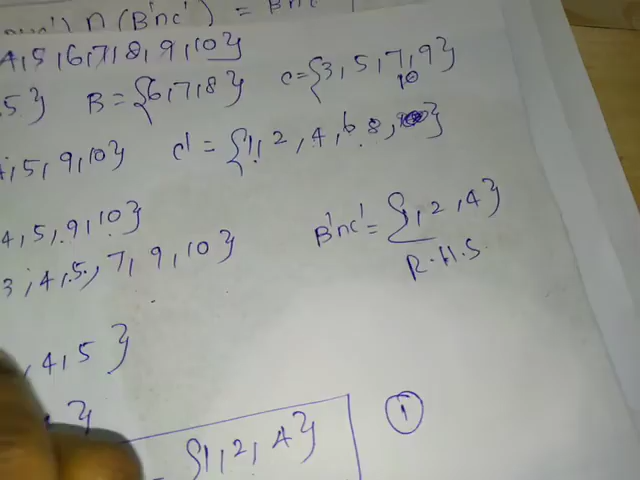 ) ∩ (B'∩C') = B'∩C'
4,5,6,7,8,9,10}
5} B={6,7,8} C={3,5,7,9}
10
,5,9,10} C'={1,2,4,6 8,}
4,5,9,10} B'∩C'={1,2,4}
3,4,5,7,9,10} R.H.S.
,4,5}
}
= {1,2,4} 1